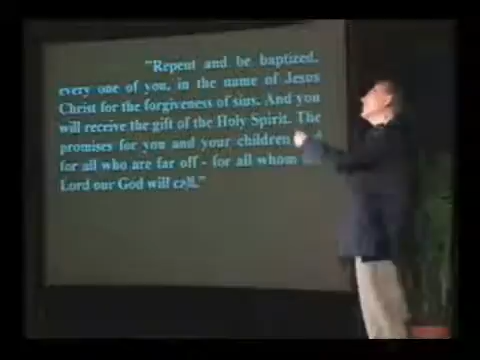 "Repent and be baptized,
every one of you, in the name of Jesus
Christ for the forgiveness of sins. And you
will receive the gift of the Holy Spirit. The
promises for you and your children
for all who are far off - for all whom
Lord our God will call."